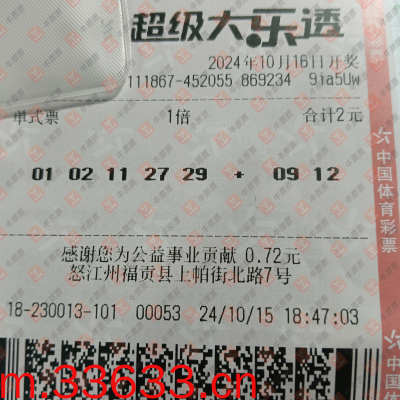 超级大乐透
2024年10月16日开奖
111867-452055 869234 9ia5Uw
单式票 1倍 合计2元
01 02 11 27 29 + 09 12
感谢您为公益事业贡献 0.72元
怒江州福贡县上帕街北路7号
18-230013-101 00053 24/10/15 18:47:03
中国体育彩票
m.33633.cn